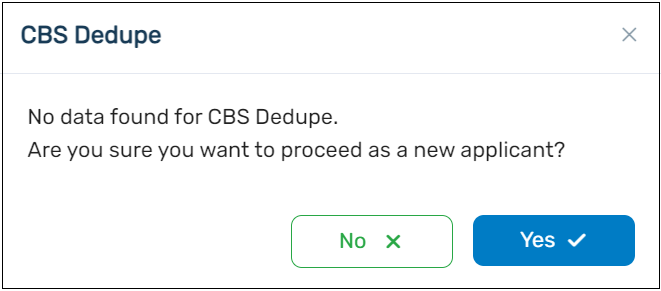 CBS Dedupe
No data found for CBS Dedupe.
Are you sure you want to proceed as a new applicant?
No
Yes